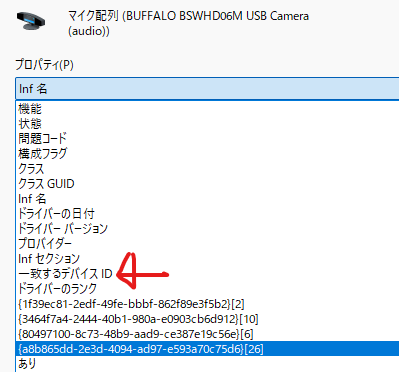 マイク配列 (BUFFALO BSWHD06M USB Camera
(audio))
プロパティ(P)
Inf 名
機能
状態
問題コード
構成フラグ
クラス
クラス GUID
Inf 名
ドライバーの日付
ドライバー バージョン
プロバイダー
Inf セクション
一致するデバイス ID
ドライバーのランク
{1f39ec81-2edf-49fe-bbbf-862f89e3f5b2}[2]
{3464f7a4-2444-40b1-980a-e0903cb6d912}[10]
{80497100-8c73-48b9-aad9-ce387e19c56e}[6]
{a8b865dd-2e3d-4094-ad97-e593a70c75d6}[26]
あり